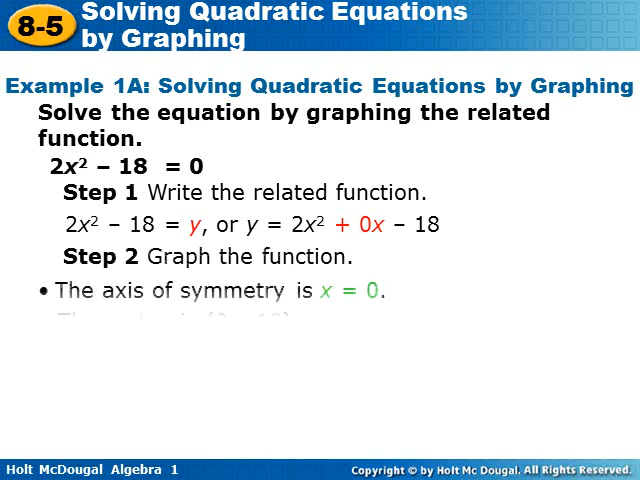 8-5
Solving Quadratic Equations
by Graphing
Example 1A: Solving Quadratic Equations by Graphing
Solve the equation by graphing the related
function.
2x² – 18 = 0
Step 1 Write the related function.
2x² – 18 = y, or y = 2x² + 0x – 18
Step 2 Graph the function.
• The axis of symmetry is x = 0.
Holt McDougal Algebra 1
Copyright © by Holt Mc Dougal. All Rights Reserved.